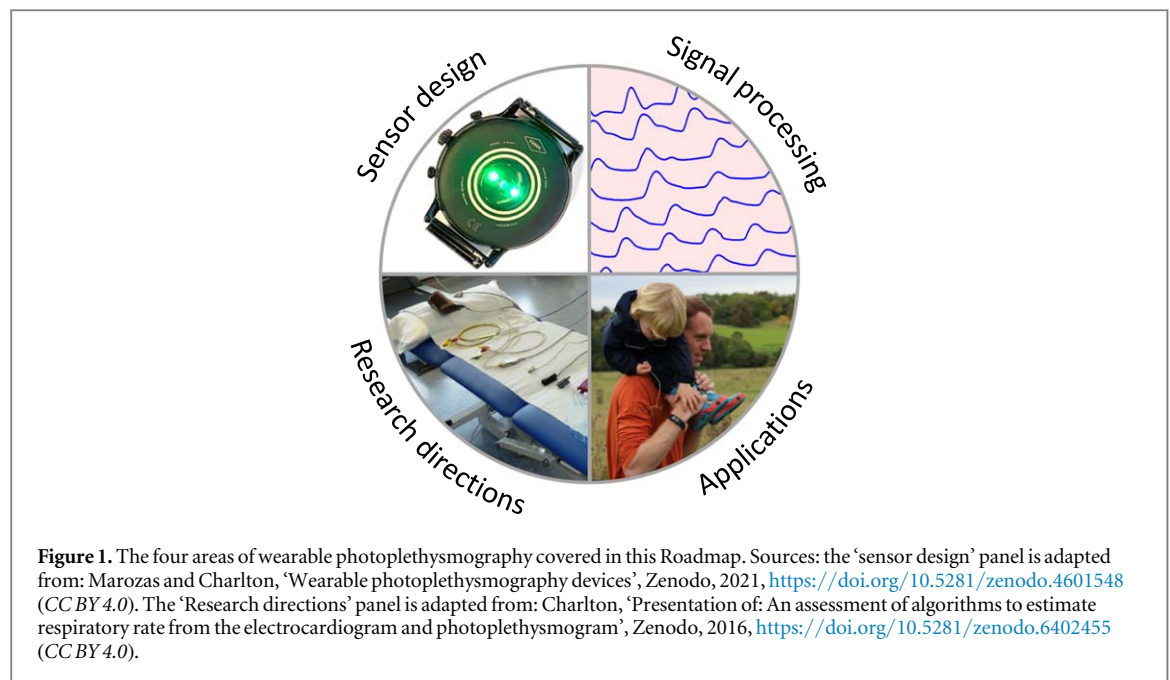 Sensor design
Signal processing
Research directions
Applications
Figure 1. The four areas of wearable photoplethysmography covered in this Roadmap. Sources: the ‘sensor design’ panel is adapted
from: Marozas and Charlton, ‘Wearable photoplethysmography devices’, Zenodo, 2021, https://doi.org/10.5281/zenodo.4601548
(CC BY 4.0). The ‘Research directions’ panel is adapted from: Charlton, ‘Presentation of: An assessment of algorithms to estimate
respiratory rate from the electrocardiogram and photoplethysmogram’, Zenodo, 2016, https://doi.org/10.5281/zenodo.6402455
(CC BY 4.0).